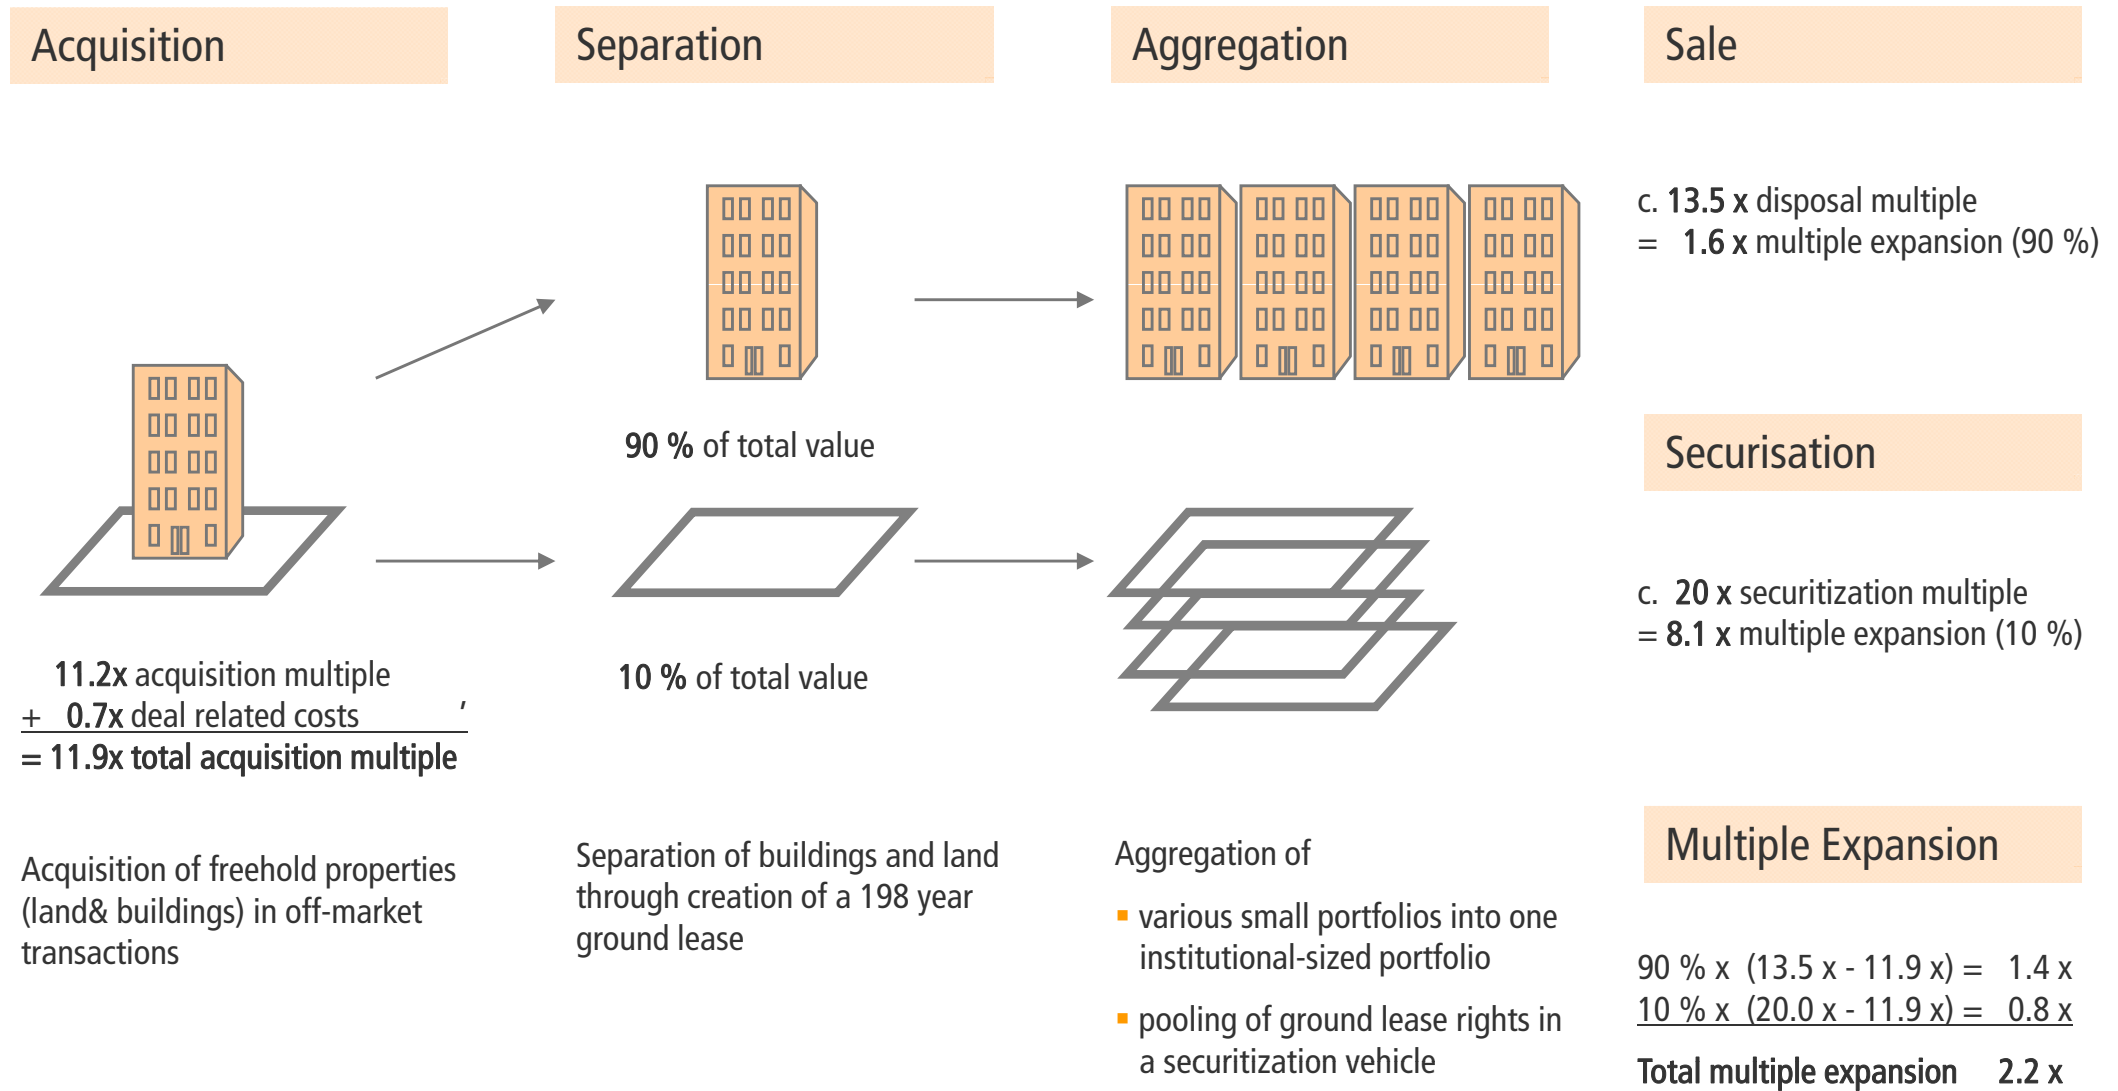 Acquisition
Separation
Aggregation
Sale
c. 13.5 x disposal multiple
= 1.6 x multiple expansion (90 %)
90 % of total value
Securisation
c. 20 x securitization multiple
= 8.1 x multiple expansion (10 %)
10 % of total value
11.2x acquisition multiple
+ 0.7x deal related costs ,
= 11.9x total acquisition multiple
Acquisition of freehold properties
(land& buildings) in off-market
transactions
Separation of buildings and land
through creation of a 198 year
ground lease
Aggregation of
▪ various small portfolios into one
institutional-sized portfolio
▪ pooling of ground lease rights in
a securitization vehicle
Multiple Expansion
90 % x (13.5 x - 11.9 x) = 1.4 x
10 % x (20.0 x - 11.9 x) = 0.8 x
Total multiple expansion 2.2 x